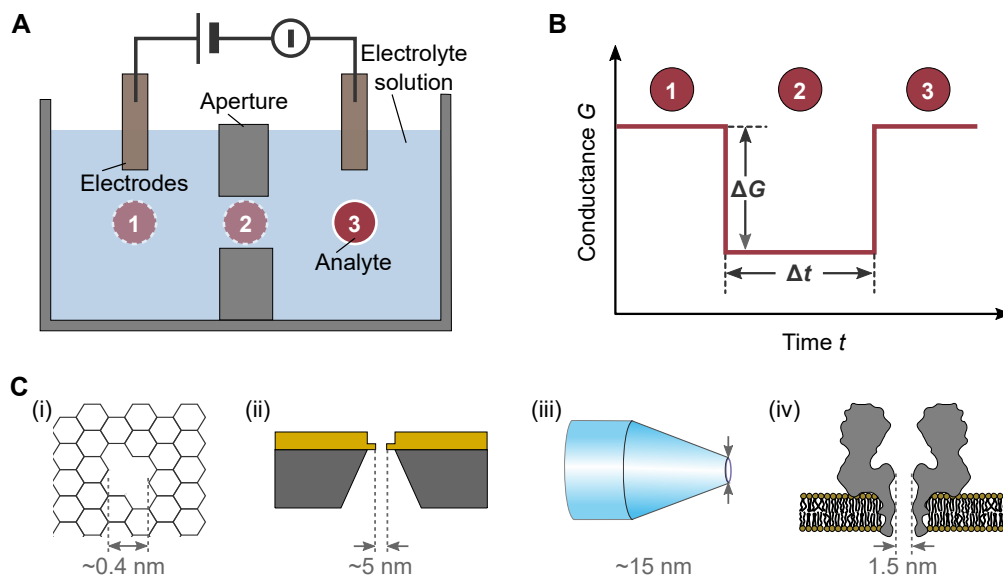 A
Electrolyte
solution
Aperture
Electrodes
1
2
3
Analyte
B
Conductance G
1
2
3
ΔG
Δt
Time t
C
(i)
~0.4 nm
(ii)
~5 nm
(iii)
~15 nm
(iv)
1.5 nm